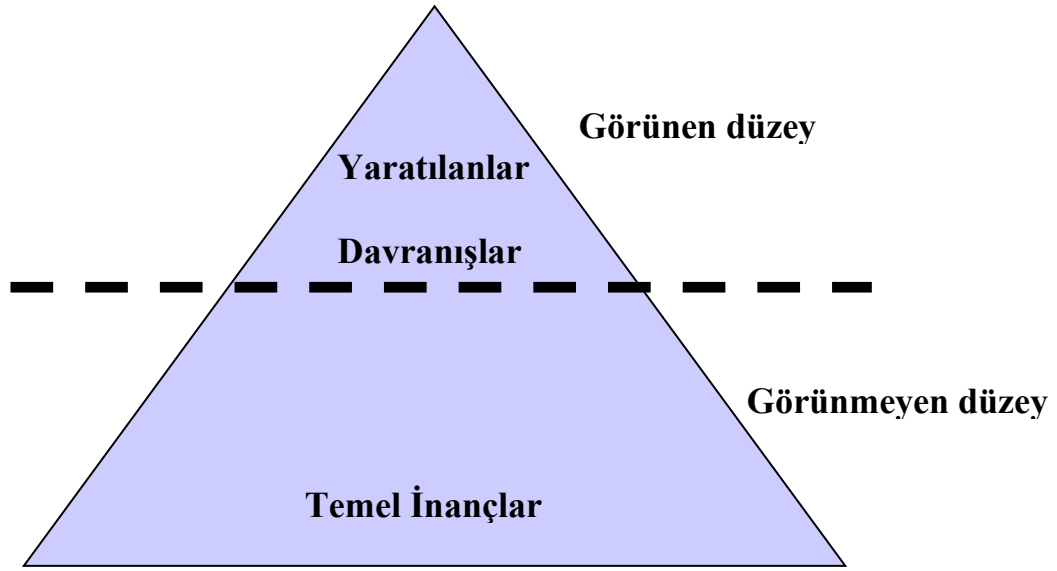 Görünen düzey
Yaratılanlar
Davranışlar
Görünmeyen düzey
Temel İnançlar